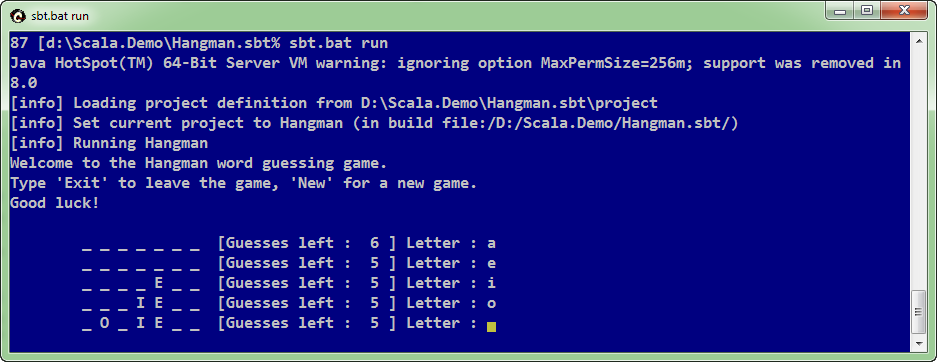 sbt.bat run
87 [d:\Scala.Demo\Hangman.sbt% sbt.bat run
Java HotSpot(TM) 64-Bit Server VM warning: ignoring option MaxPermSize=256m; support was removed in
8.0
[info] Loading project definition from D:\Scala.Demo\Hangman.sbt\project
[info] Set current project to Hangman (in build file:/D:/Scala.Demo/Hangman.sbt/)
[info] Running Hangman
Welcome to the Hangman word guessing game.
Type 'Exit' to leave the game, 'New' for a new game.
Good luck!
_ _ _ _ _ _ _  [Guesses left :  6 ] Letter : a
_ _ _ _ _ _ _  [Guesses left :  5 ] Letter : e
_ _ _ _ E _ _  [Guesses left :  5 ] Letter : i
_ _ _ I E _ _  [Guesses left :  5 ] Letter : o
_ O _ I E _ _  [Guesses left :  5 ] Letter :